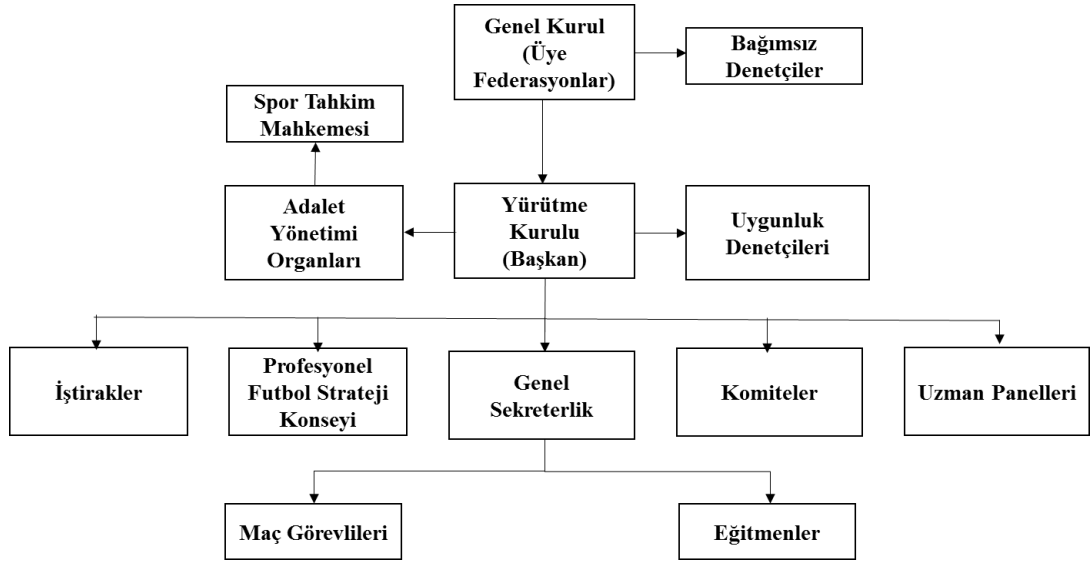 Genel Kurul
(Üye
Federasyonlar)
Bağımsız
Denetçiler
Spor Tahkim
Mahkemesi
Adalet
Yönetimi
Organları
Yürütme
Kurulu
(Başkan)
Uygunluk
Denetçileri
İştirakler
Profesyonel
Futbol Strateji
Konseyi
Genel
Sekreterlik
Komiteler
Uzman Panelleri
Maç Görevlileri
Eğitmenler